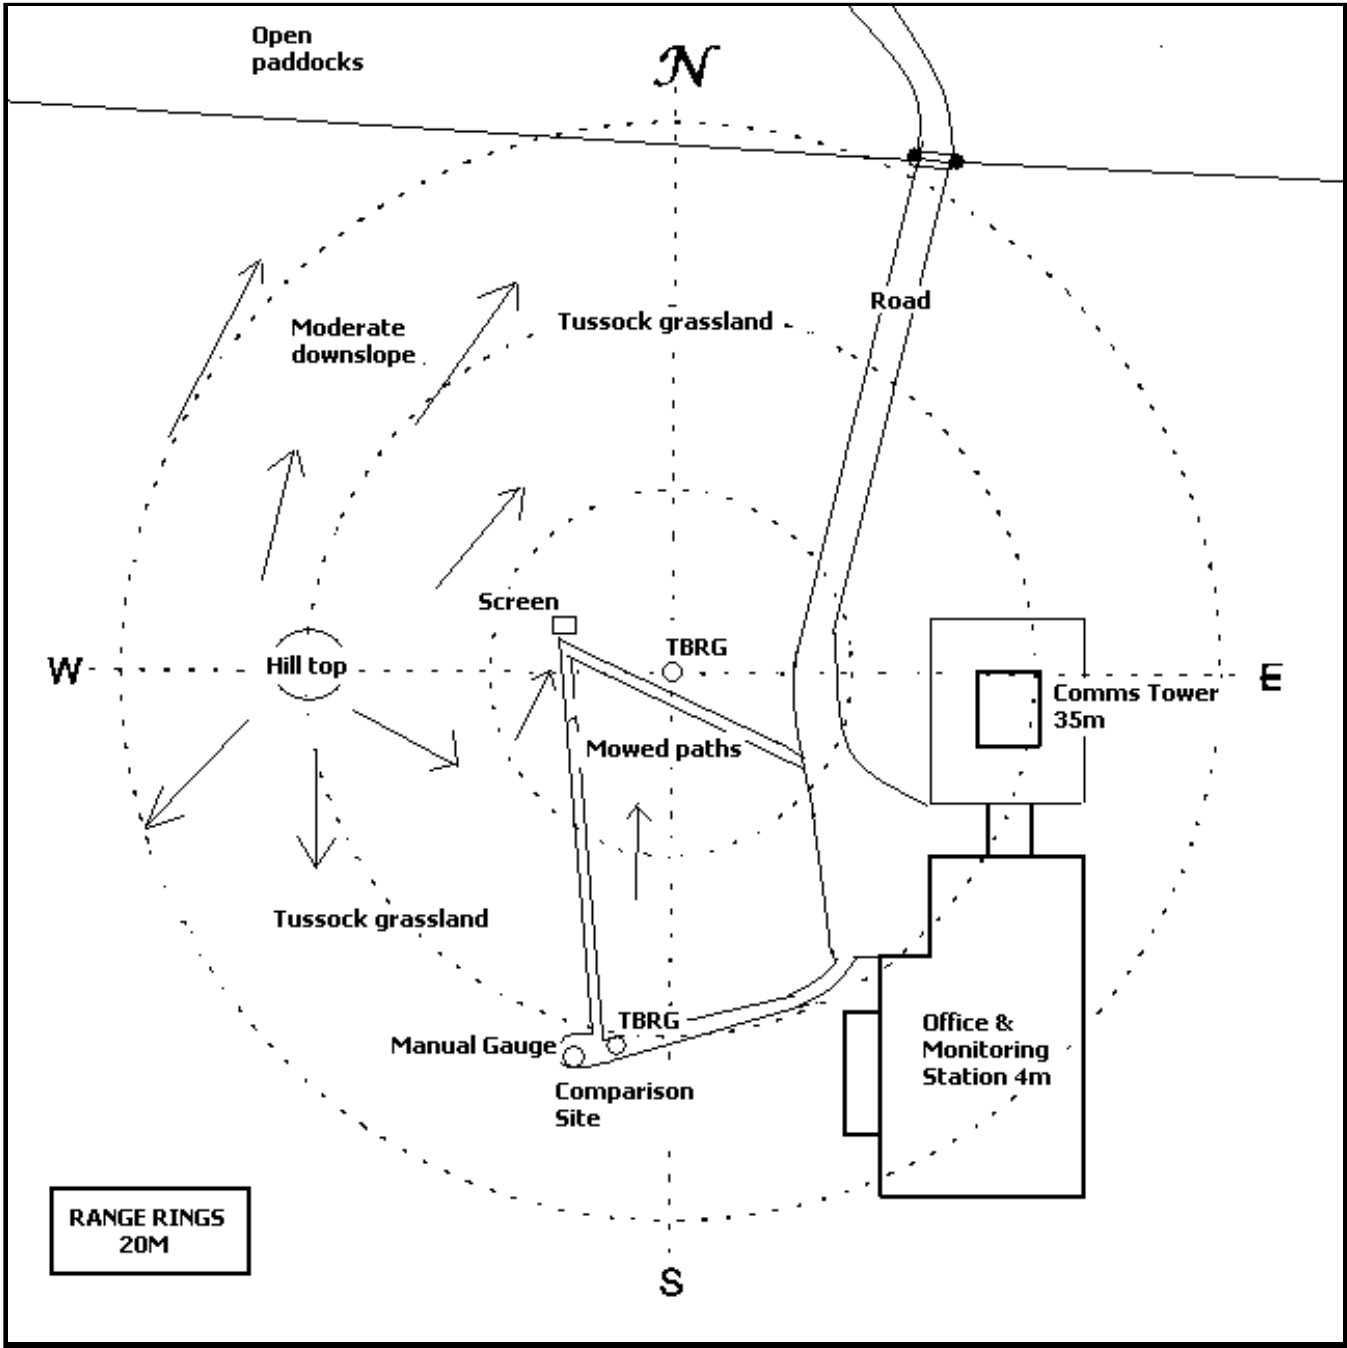 Open
paddocks
N
Road
Tussock grassland
Moderate
downslope
Screen
TBRG
W
Hill top
E
Comms Tower
35m
Mowed paths
Tussock grassland
TBRG
Manual Gauge
Office &
Monitoring
Station 4m
Comparison
Site
RANGE RINGS
20M
S